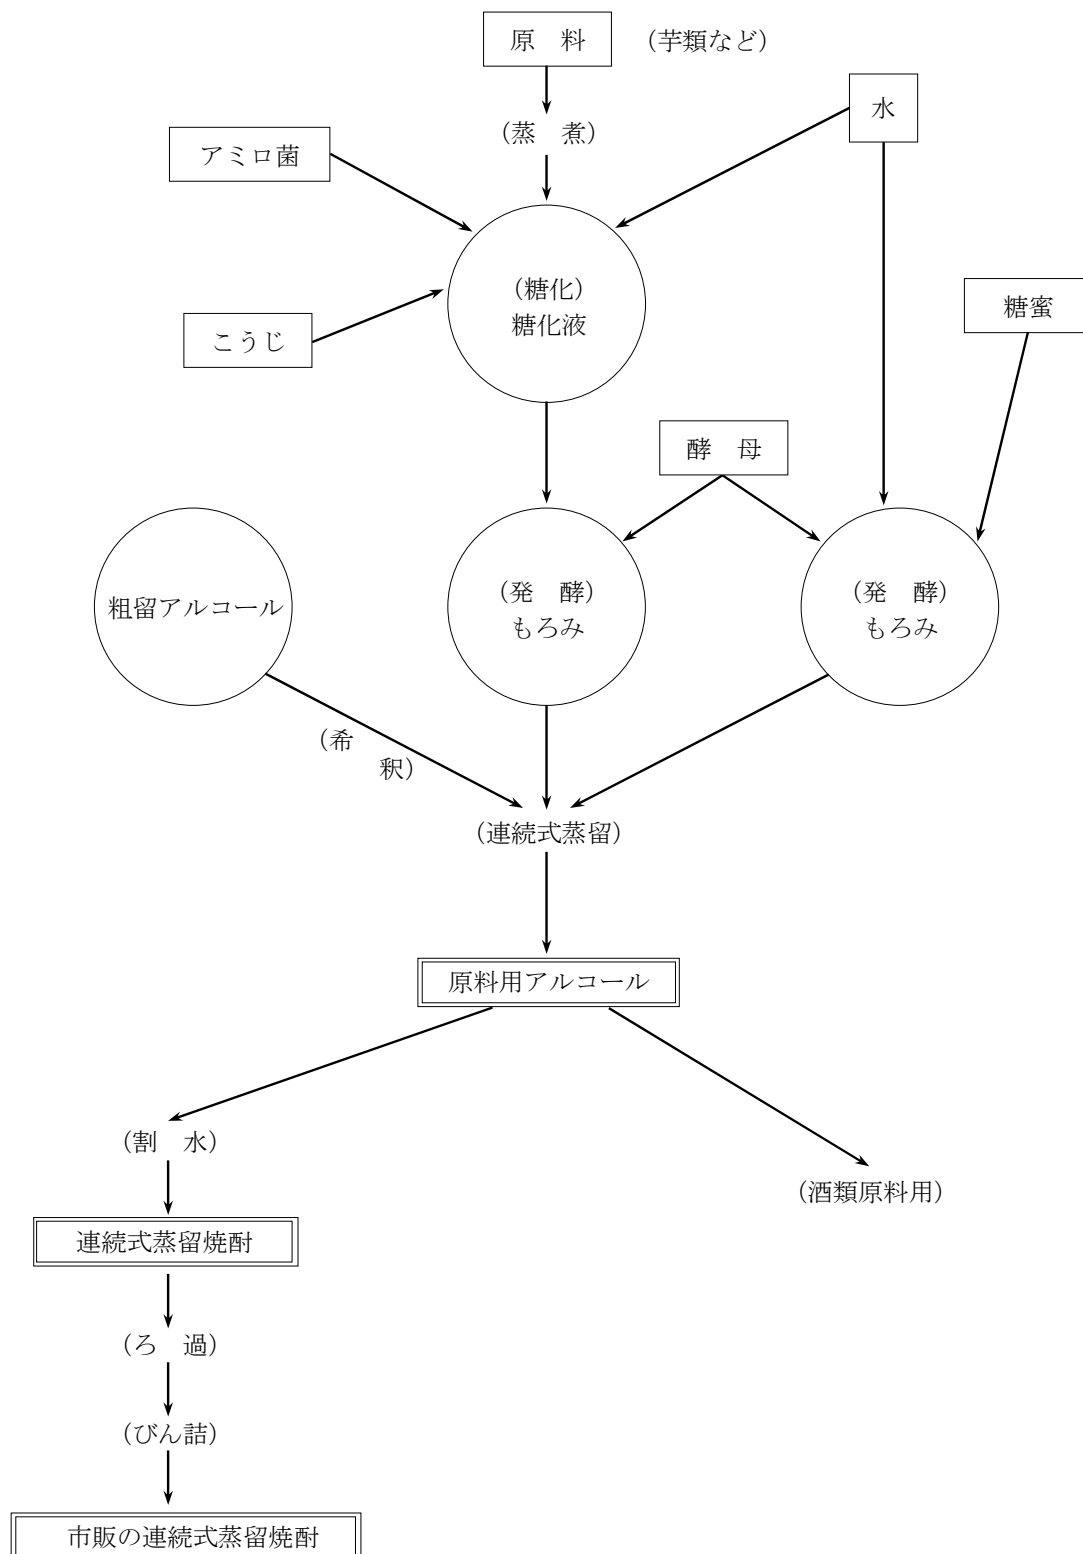 原　料　（芋類など）
水
（蒸　煮）
アミロ菌
（糖化）
糖化液
糖蜜
こうじ
酵　母
粗留アルコール
（発　酵）
もろみ
（発　酵）
もろみ
（希
釈）
（連続式蒸留）
原料用アルコール
（割　水）
（酒類原料用）
連続式蒸留焼酎
（ろ　過）
（びん詰）
市販の連続式蒸留焼酎